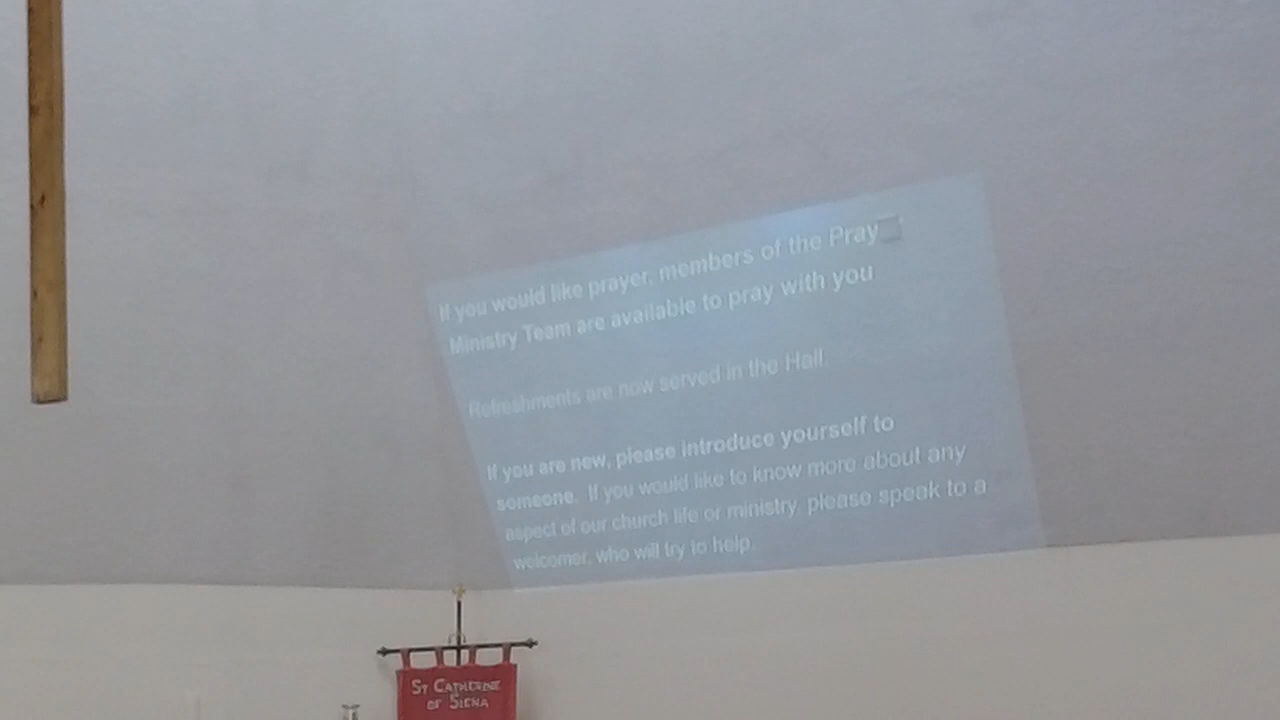 If you would like prayer, members of the Pray
Ministry Team are available to pray with you
Refreshments are now served in the Hall.
If you are new, please introduce yourself to
someone. If you would like to know more about any
aspect of our church life or ministry, please speak to a
welcomer, who will try to help.
ST CATHERINE
OF SIENA